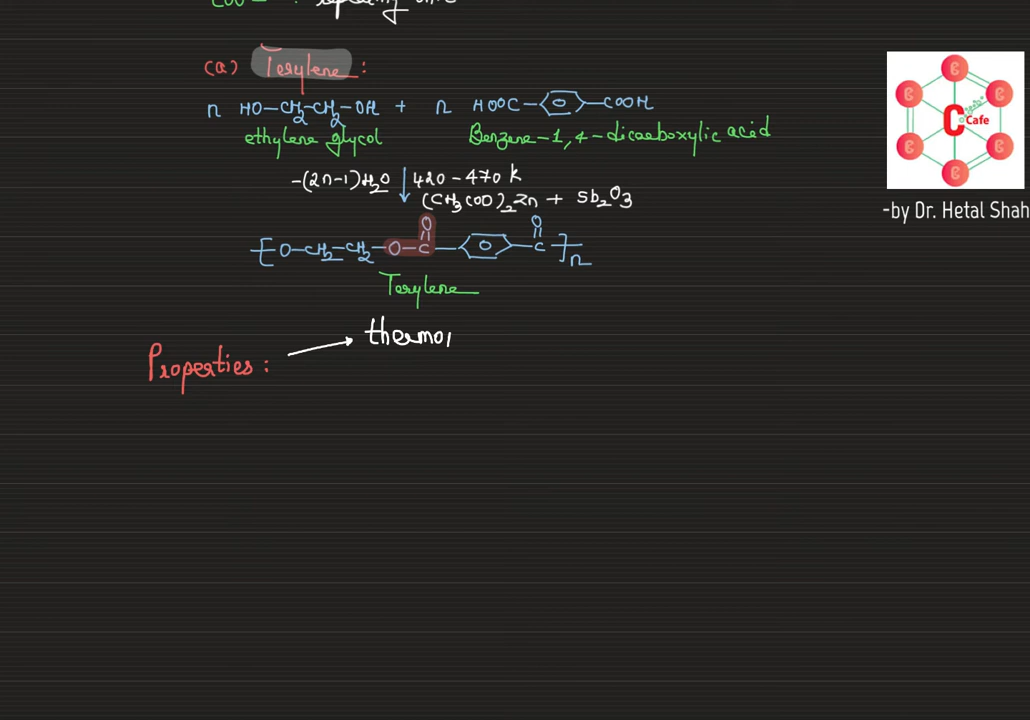 COO
(a) Terylene :
n HO-CH2-CH2-OH + n HOOC- -COOH
ethylene glycol Benzene-1,4-dicarboxylic acid
-(2n-1)H2O 420-470 K
(CH3COO)2Zn + Sb2O3
O O
[O-CH2-CH2-O-C- -C]n
Terylene
thermo
Properties :
C Cafe
-by Dr. Hetal Shah